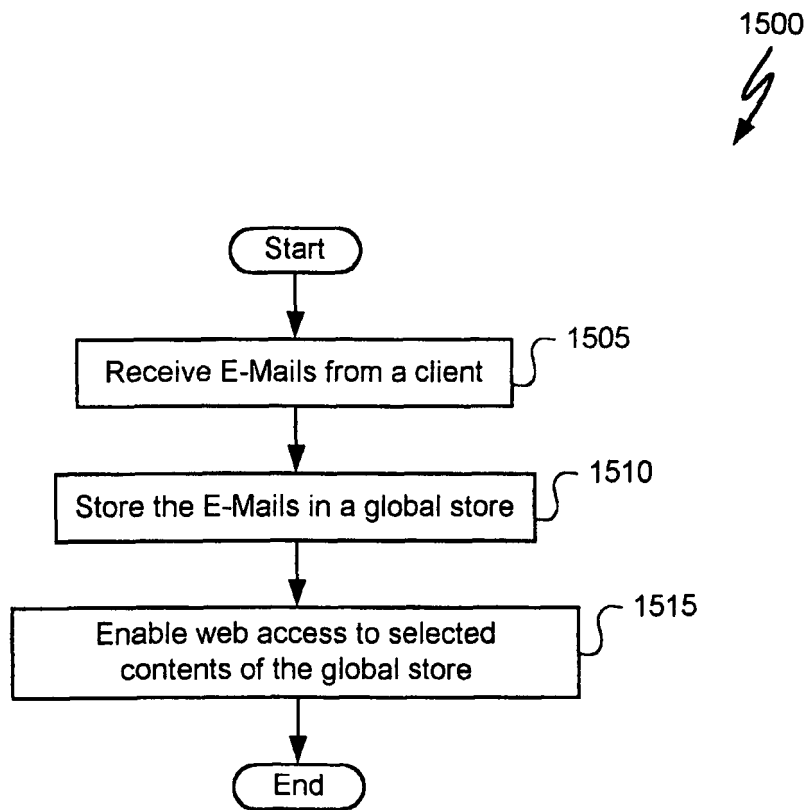 1500
Start
1505
Receive E-Mails from a client
1510
Store the E-Mails in a global store
1515
Enable web access to selected
contents of the global store
End